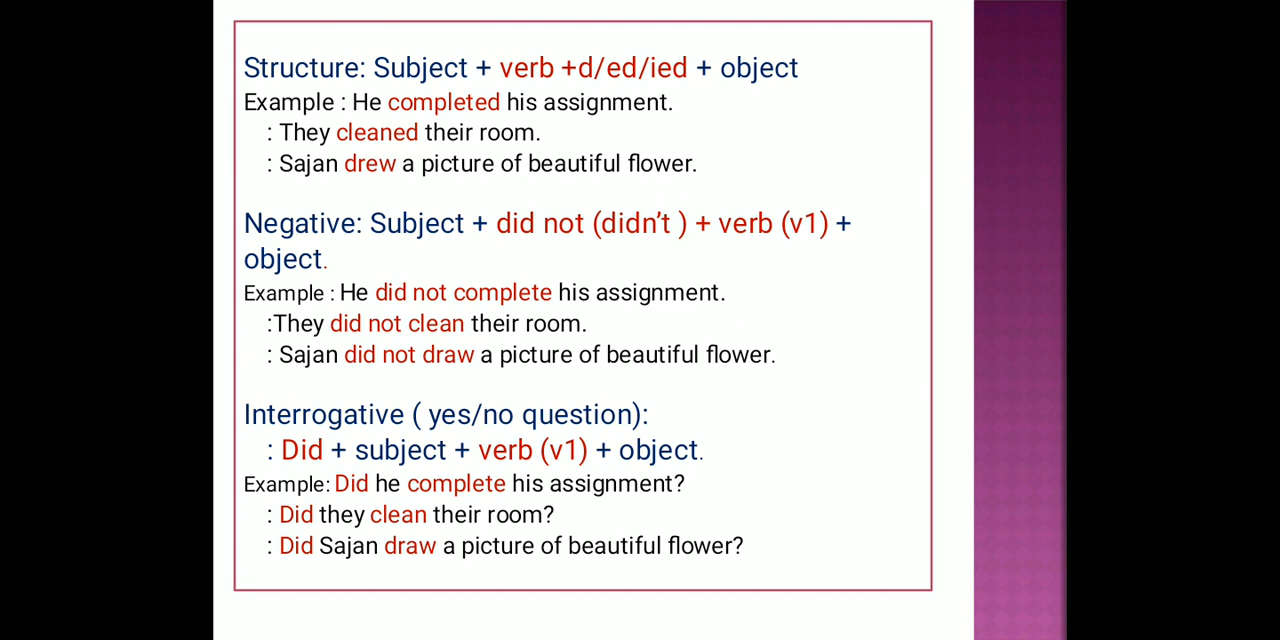 Structure: Subject + verb +d/ed/ied + object
Example : He completed his assignment.
: They cleaned their room.
: Sajan drew a picture of beautiful flower.
Negative: Subject + did not (didn’t ) + verb (v1) +
object.
Example : He did not complete his assignment.
:They did not clean their room.
: Sajan did not draw a picture of beautiful flower.
Interrogative ( yes/no question):
: Did + subject + verb (v1) + object.
Example: Did he complete his assignment?
: Did they clean their room?
: Did Sajan draw a picture of beautiful flower?